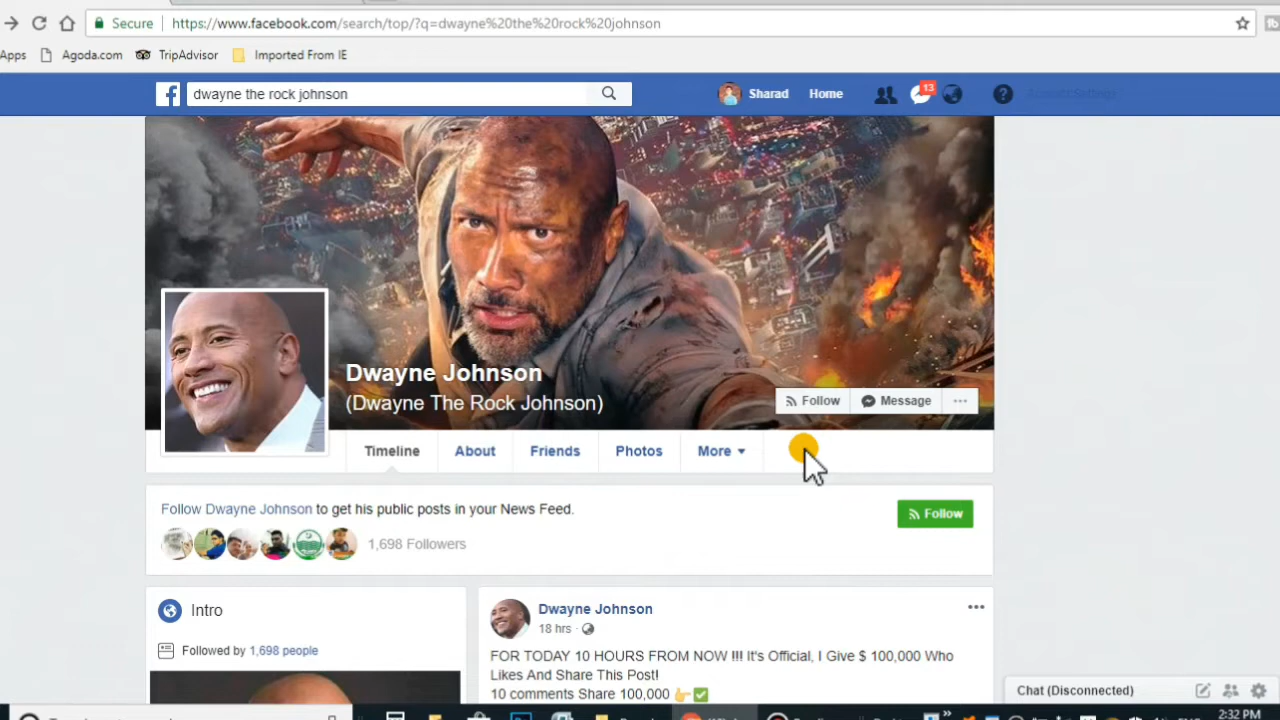 Secure https://www.facebook.com/search/top/?q=dwayne%20the%20rock%20johnson
Apps Agoda.com TripAdvisor Imported From IE
dwayne the rock johnson Sharad Home 13 ? Account Settings
Dwayne Johnson
(Dwayne The Rock Johnson)
Follow Message ...
Timeline About Friends Photos More
Follow Dwayne Johnson to get his public posts in your News Feed.
Follow
1,698 Followers
Intro
Followed by 1,698 people
Dwayne Johnson
18 hrs ·
FOR TODAY 10 HOURS FROM NOW !!! It's Official, I Give $ 100,000 Who
Likes And Share This Post!
10 comments Share 100,000 👉✅
Chat (Disconnected)
2:32 PM